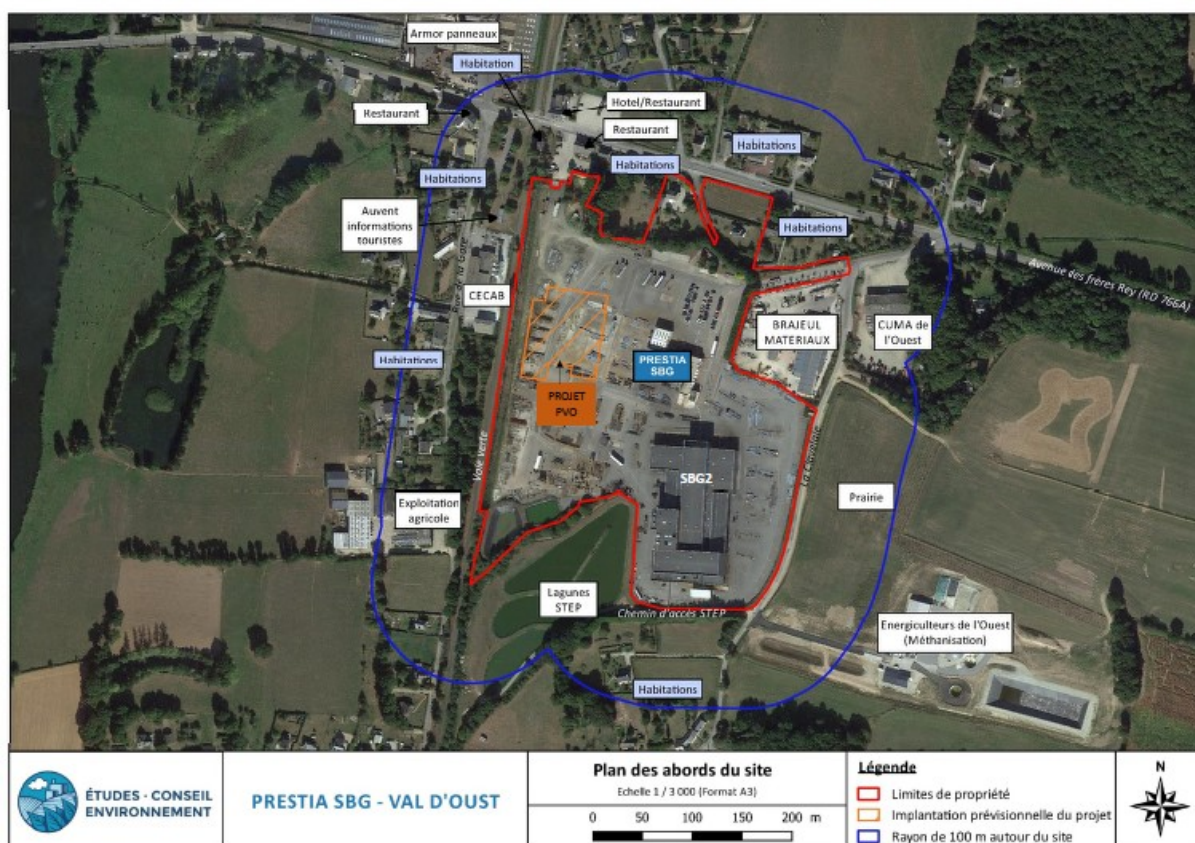 Armor panneaux
Habitation
Hotel/Restaurant
Restaurant
Restaurant
Habitations
Habitations
Habitations
Auvent
informations
touristes
Habitations
Rue de la Gare
Avenue des frères Rey (RD 766A)
CECAB
BRAJEUL
MATERIAUX
CUMA de
l'Ouest
Habitations
PRESTIA
SBG
PROJET
PVO
Voie verte
SBG2
Prairie
Exploitation
agricole
Lagunes
STEP
Chemin d'accès STEP
Energiculteurs de l'Ouest
(Méthanisation)
Habitations
ÉTUDES - CONSEIL
ENVIRONNEMENT
PRESTIA SBG - VAL D'OUST
Plan des abords du site
Echelle 1 / 3 000 (Format A3)
0 50 100 150 200 m
Légende
Limites de propriété
Implantation prévisionnelle du projet
Rayon de 100 m autour du site
N